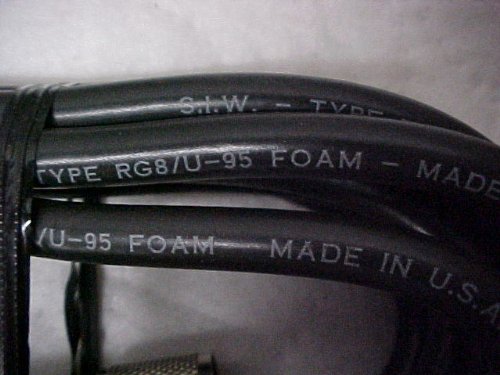 S.I.W. - TYPE
TYPE RG8/U-95 FOAM - MADE
/U-95 FOAM MADE IN U.S.A